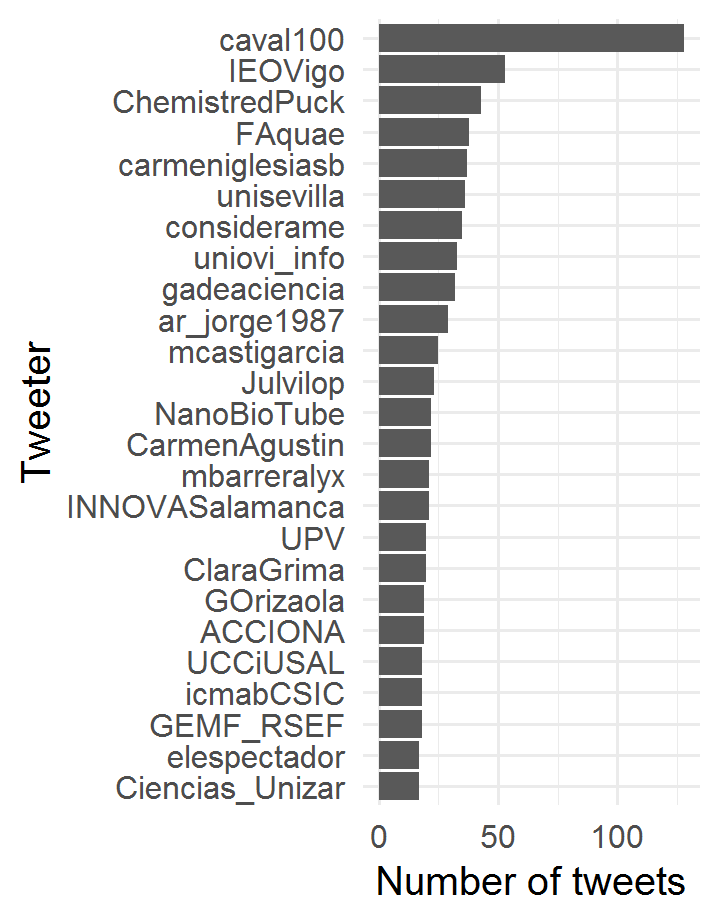 caval100
IEOVigo
ChemistredPuck
FAquae
carmeniglesiasb
unisevilla
considerame
uniovi_info
gadeaciencia
ar_jorge1987
mcastigarcia
Julvilop
NanoBioTube
CarmenAgustin
mbarreralyx
INNOVASalamanca
UPV
ClaraGrima
GOrizaola
ACCIONA
UCCiUSAL
icmabCSIC
GEMF_RSEF
elespectador
Ciencias_Unizar
Tweeter
0 50 100
Number of tweets